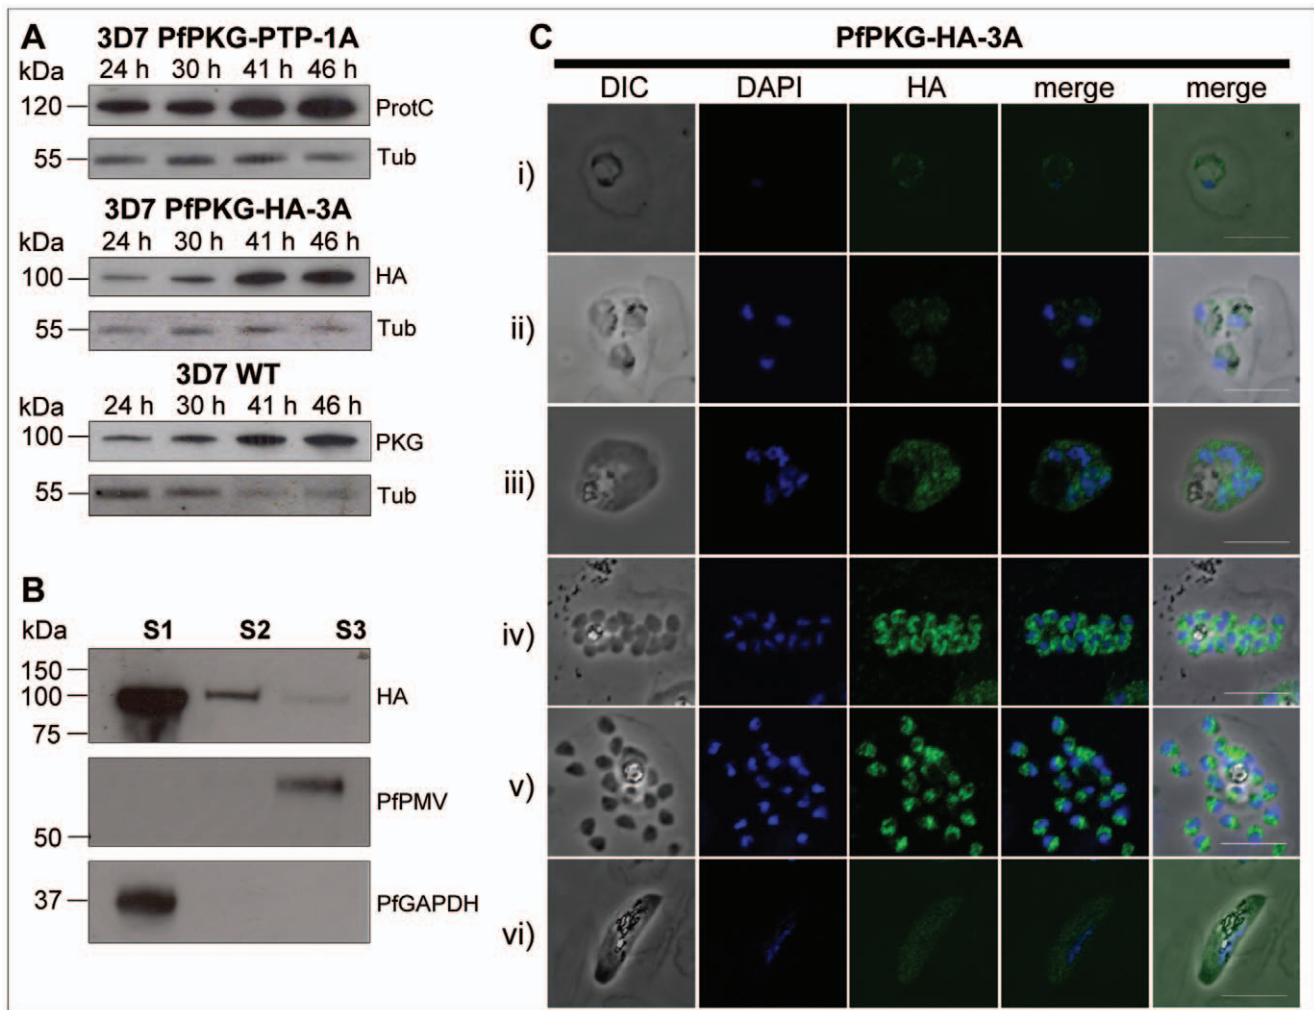 A
3D7 PfPKG-PTP-1A
kDa 24 h 30 h 41 h 46 h
120 ProtC
55 Tub
3D7 PfPKG-HA-3A
kDa 24 h 30 h 41 h 46 h
100 HA
55 Tub
3D7 WT
kDa 24 h 30 h 41 h 46 h
100 PKG
55 Tub
B
kDa S1 S2 S3
150
100 HA
75
PfPMV
50
37 PfGAPDH
C
PfPKG-HA-3A
DIC DAPI HA merge merge
i)
ii)
iii)
iv)
v)
vi)